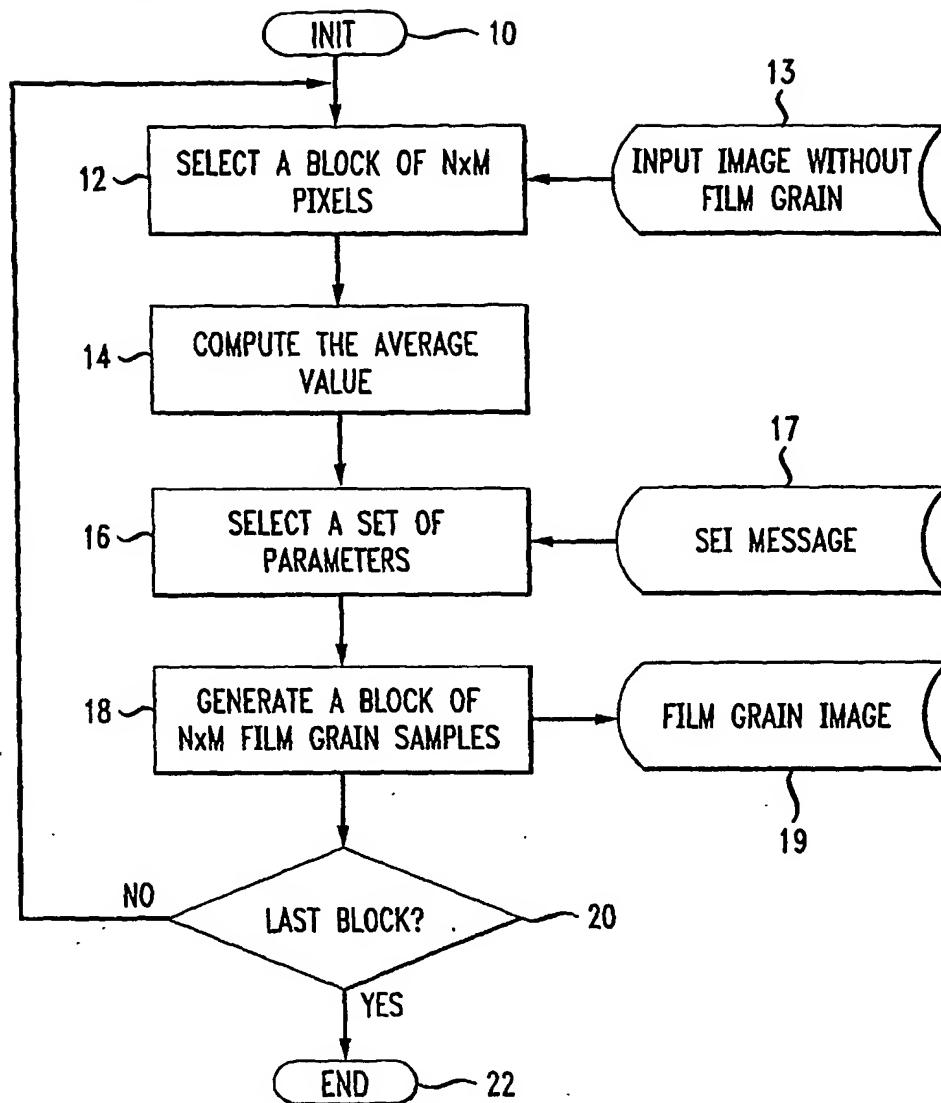 INIT
10
13
12
SELECT A BLOCK OF NxM
PIXELS
INPUT IMAGE WITHOUT
FILM GRAIN
14
COMPUTE THE AVERAGE
VALUE
17
16
SELECT A SET OF
PARAMETERS
SEI MESSAGE
18
GENERATE A BLOCK OF
NxM FILM GRAIN SAMPLES
FILM GRAIN IMAGE
19
NO
LAST BLOCK?
20
YES
END
22